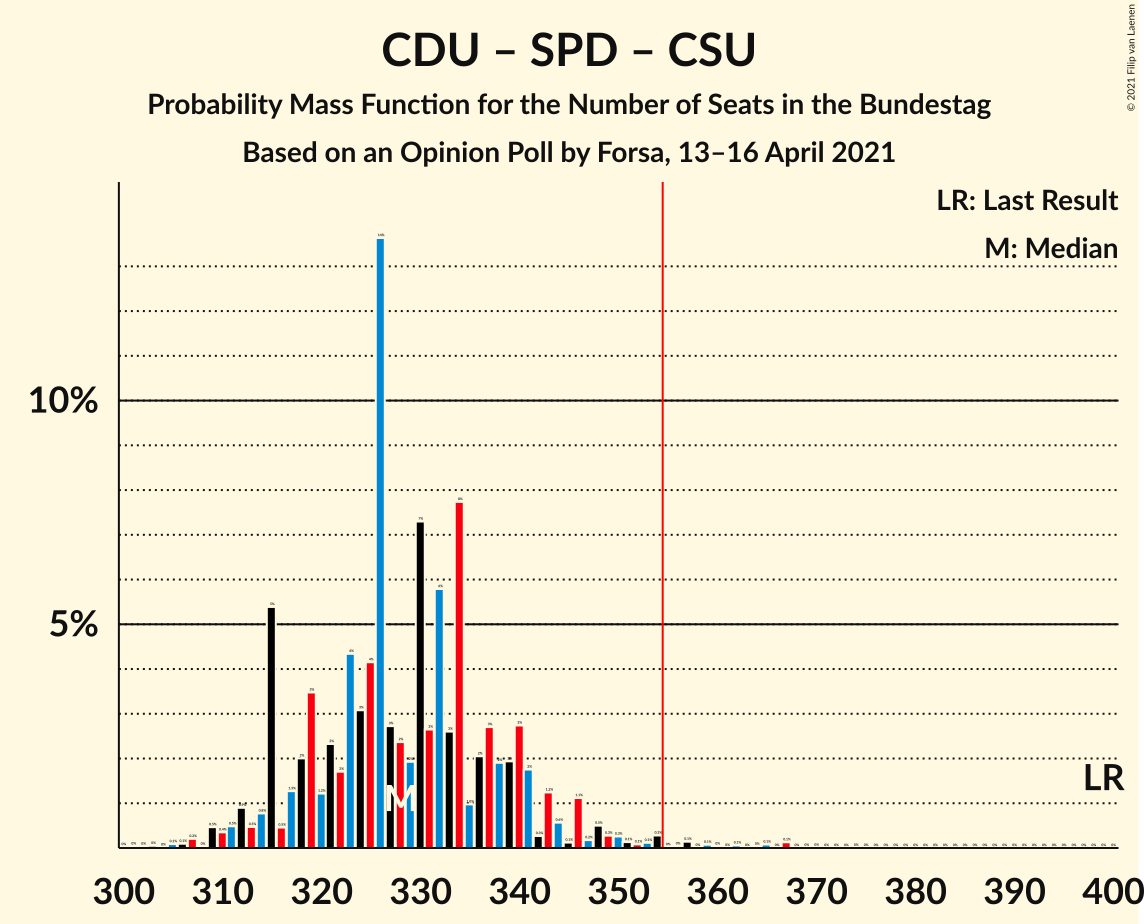 CDU – SPD – CSU
Probability Mass Function for the Number of Seats in the Bundestag
Based on an Opinion Poll by Forsa, 13–16 April 2021
© 2021 Filip van Laenen
LR: Last Result
M: Median
10%
5%
M
LR
300 310 320 330 340 350 360 370 380 390 400